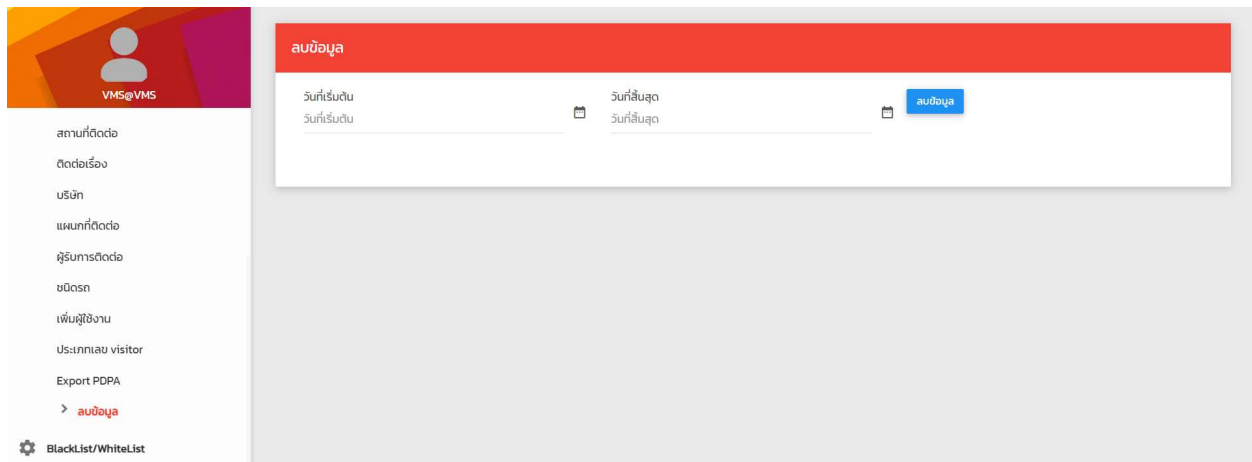 VMS@VMS
สถานที่ติดต่อ
ติดต่อเรื่อง
บริษัท
แผนกที่ติดต่อ
ผู้รับการติดต่อ
ชนิดรถ
เพิ่มผู้ใช้งาน
ประเภทเลข visitor
Export PDPA
ลบข้อมูล
BlackList/WhiteList
ลบข้อมูล
วันที่เริ่มต้น
วันที่เริ่มต้น
วันที่สิ้นสุด
วันที่สิ้นสุด
ลบข้อมูล